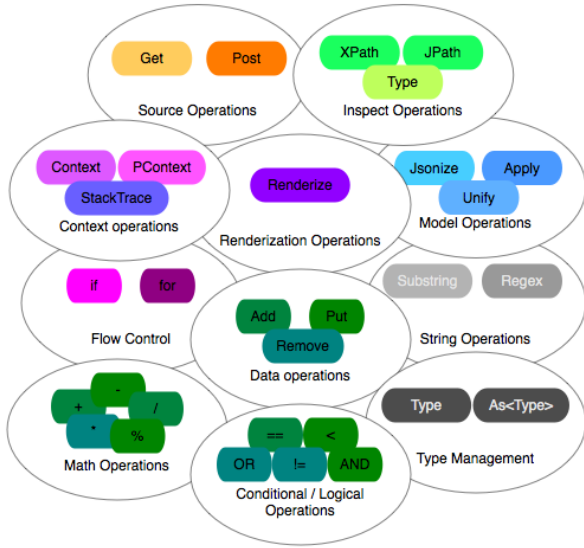 Get
Post
Source Operations
XPath
JPath
Type
Inspect Operations
Context
PContext
StackTrace
Context operations
Renderize
Renderization Operations
Jsonize
Apply
Unify
Model Operations
if
for
Flow Control
Add
Put
Remove
Data operations
Substring
Regex
String Operations
-
+
/
*
%
Math Operations
==
<
OR
!=
AND
Conditional / Logical
Operations
Type
As<Type>
Type Management